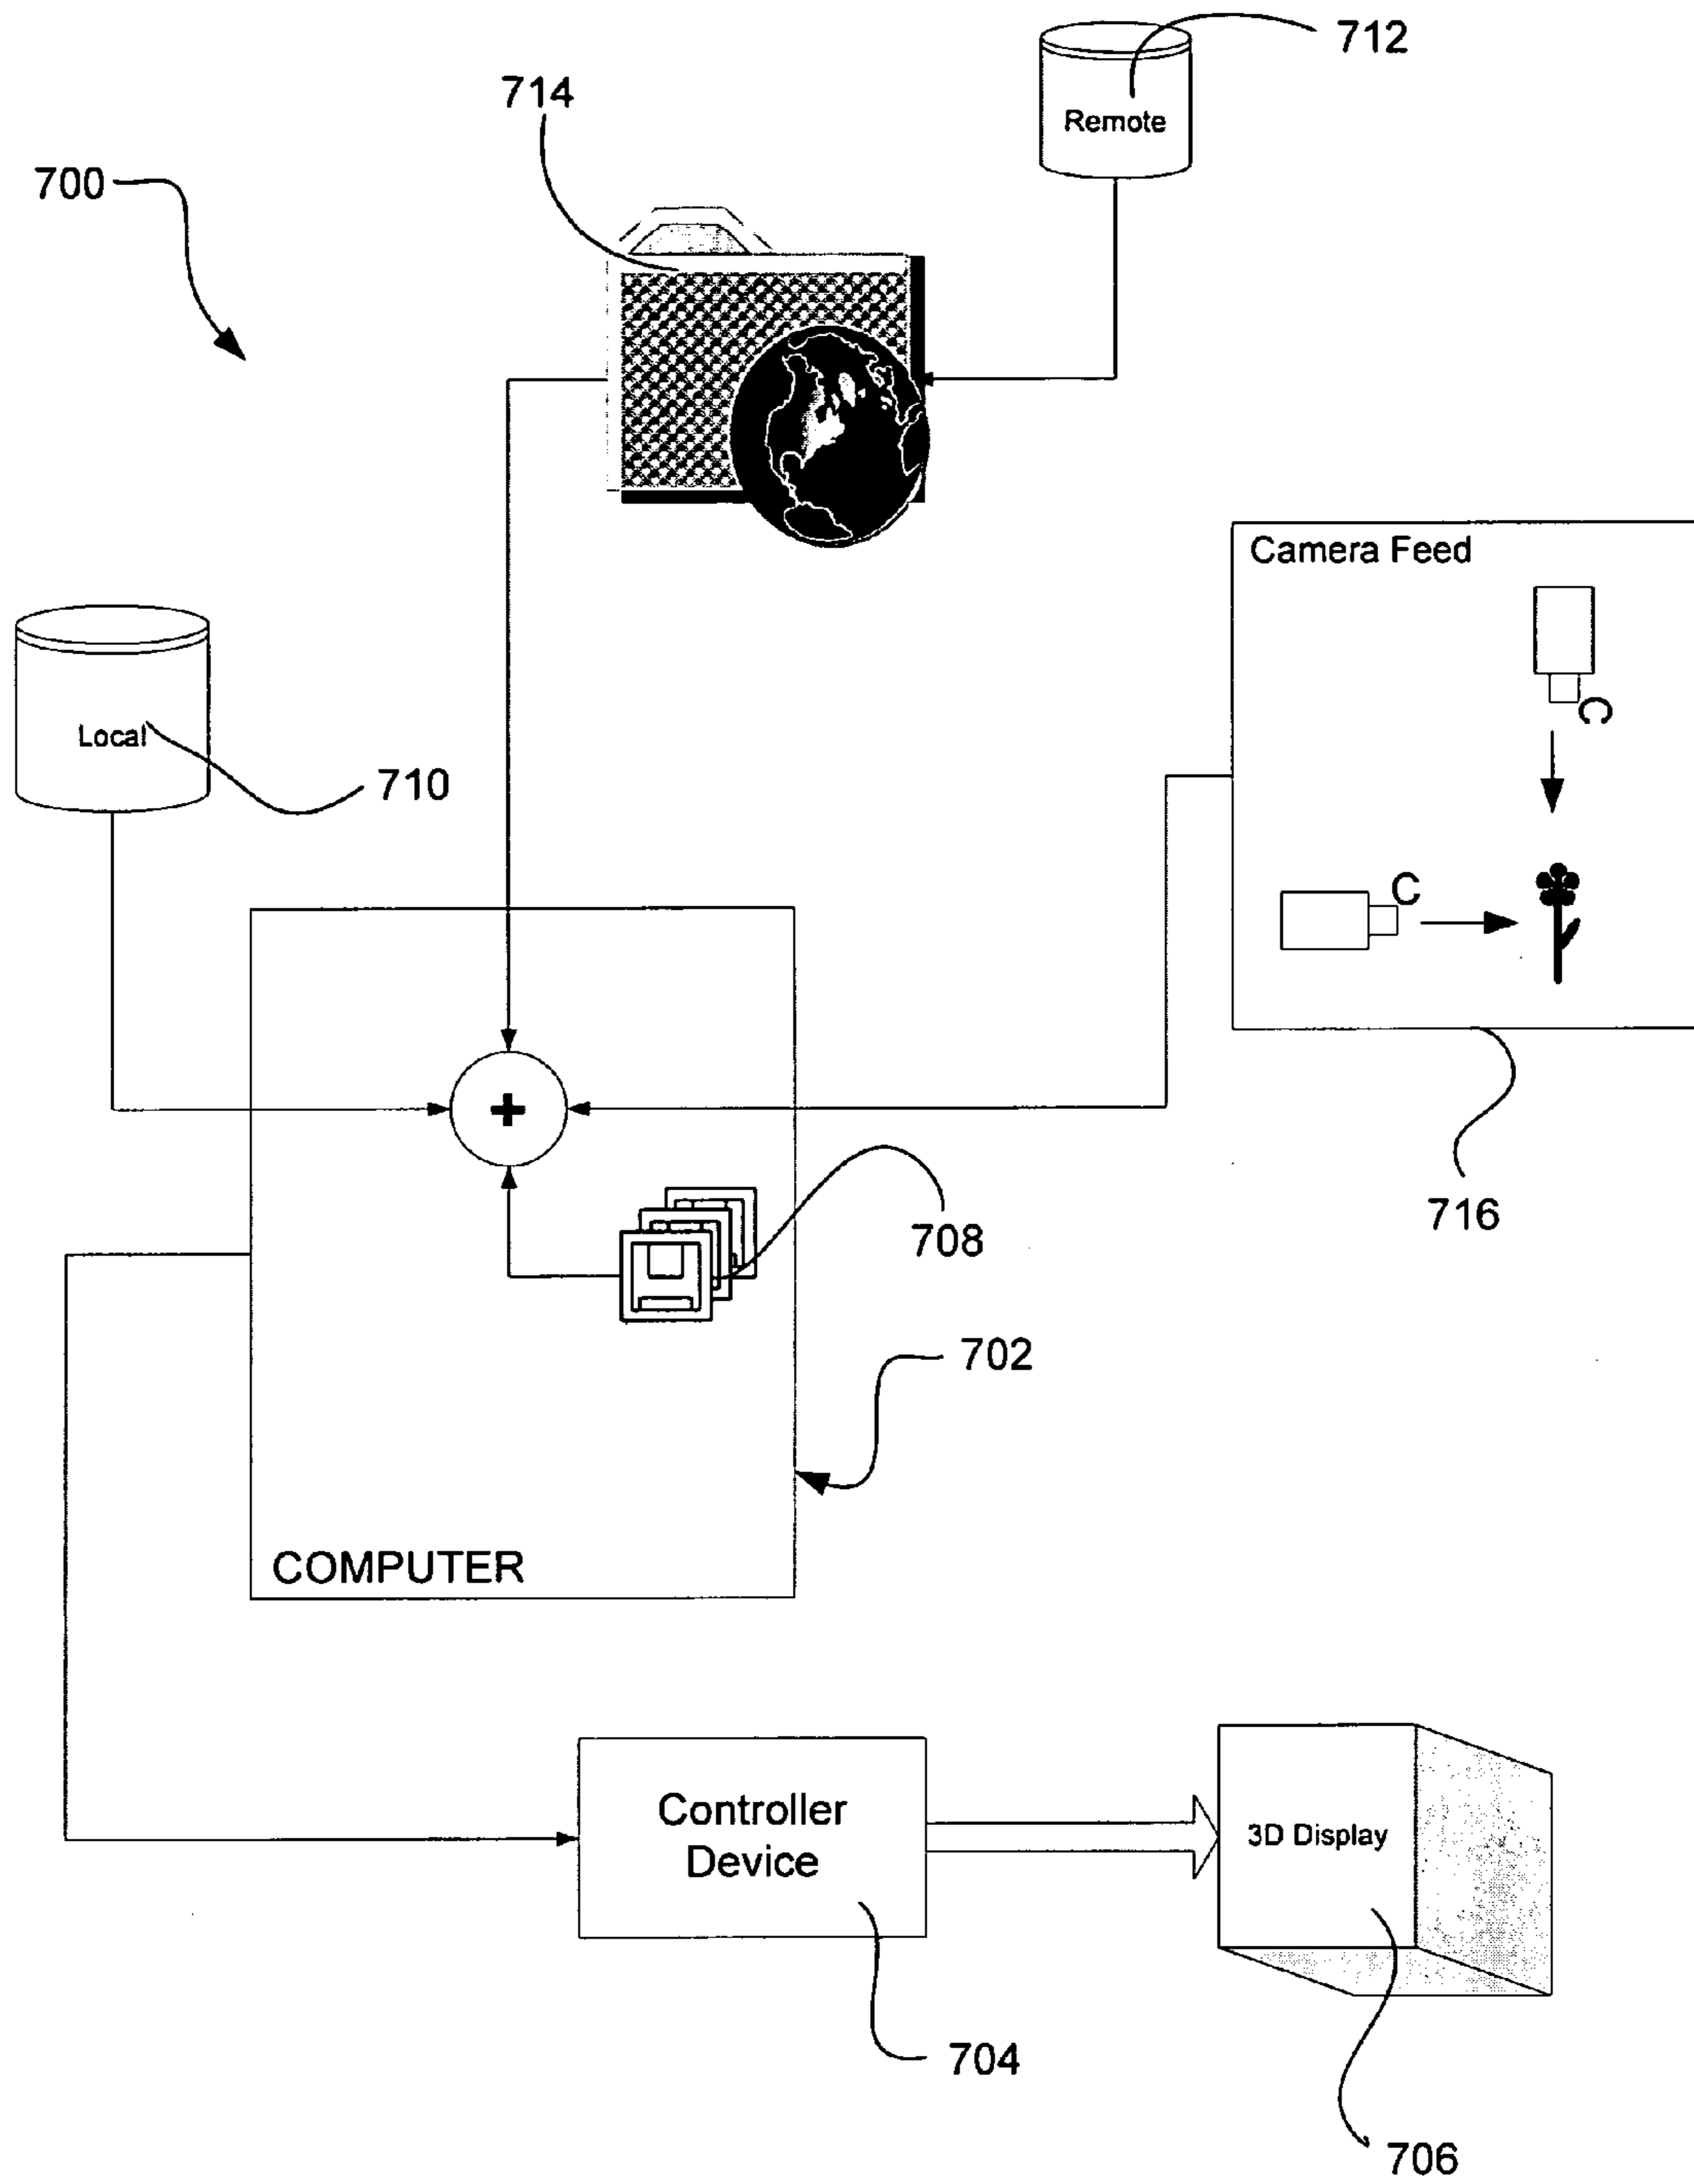 712
714
Remote
700
Camera Feed
C
Local
710
C
+
708
716
702
COMPUTER
Controller
Device
3D Display
704
706